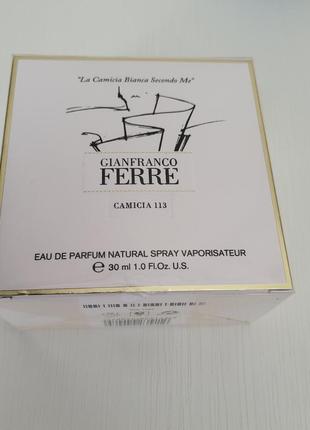 "La Camicia Bianca Secondo Me"
GIANFRANCO
FERRE
CAMICIA 113
EAU DE PARFUM NATURAL SPRAY VAPORISATEUR
℮ 30 ml 1.0 Fl.Oz. U.S.